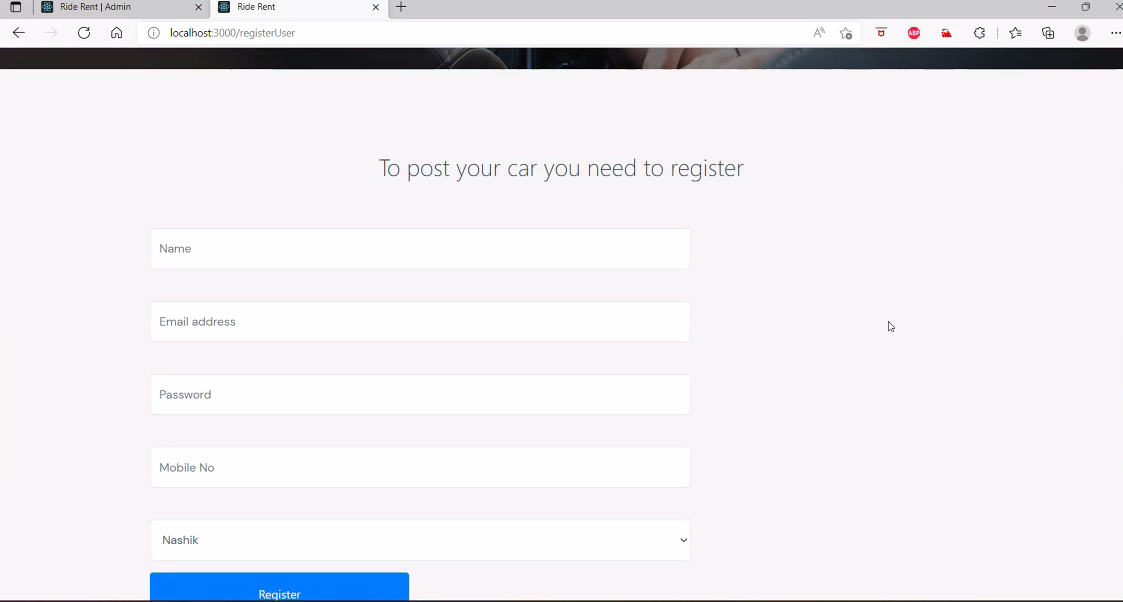 Ride Rent | Admin
Ride Rent
localhost:3000/registerUser
ABP
To post your car you need to register
Name
Email address
Password
Mobile No
Nashik
Register